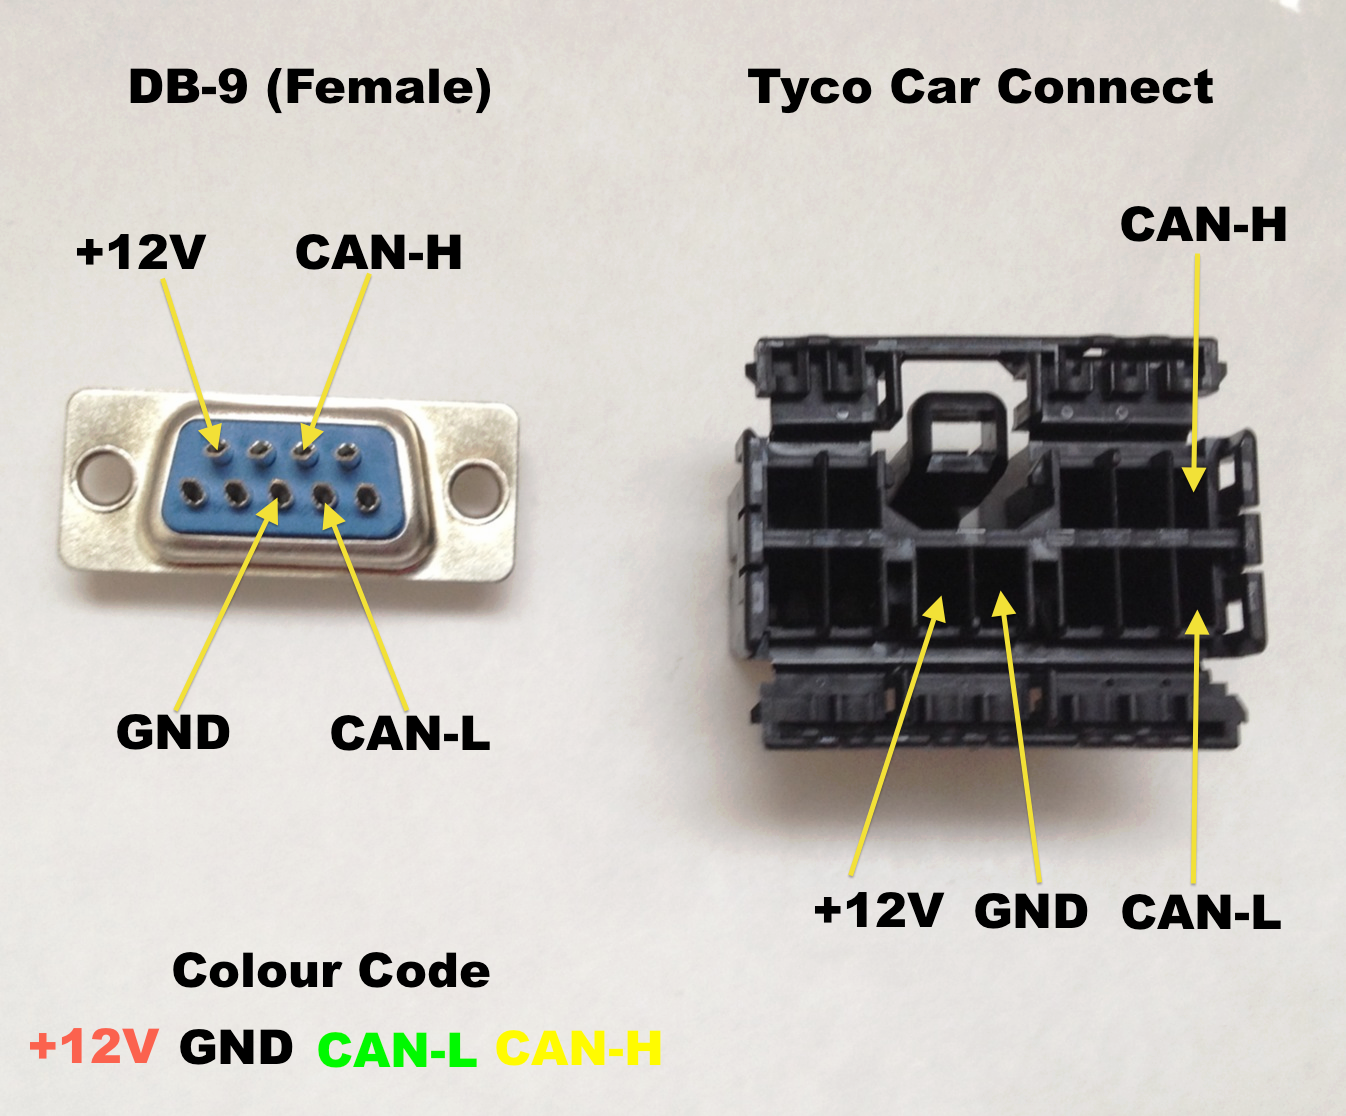 DB-9 (Female)
Tyco Car Connect
CAN-H
+12V
CAN-H
GND
CAN-L
+12V
GND
CAN-L
Colour Code
+12V GND CAN-L CAN-H